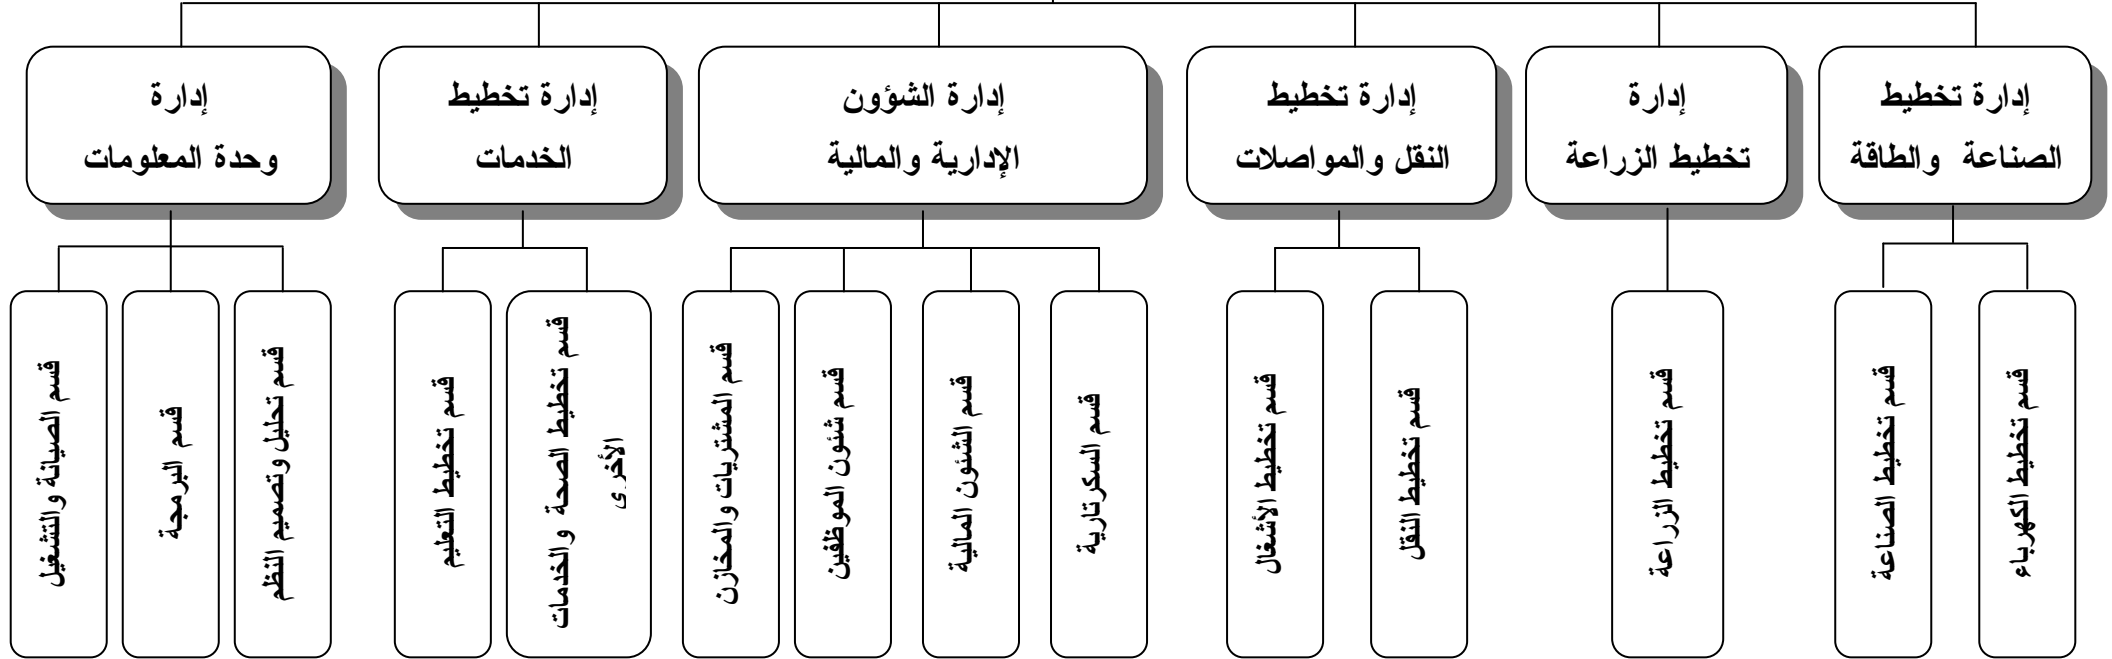 إدارة تخطيط
الصناعة والطاقة
إدارة
تخطيط الزراعة
إدارة تخطيط
النقل والمواصلات
إدارة الشؤون
الإدارية والمالية
إدارة تخطيط
الخدمات
إدارة
وحدة المعلومات
قسم تخطيط الكهرباء
قسم تخطيط الصناعة
قسم تخطيط الزراعة
قسم تخطيط النقل
قسم تخطيط الأشغال
قسم السكرتارية
قسم الشئون المالية
قسم شئون الموظفين
قسم المشتريات والمخازن
قسم تخطيط الصحة والخدمات
الأخرى
قسم تخطيط التعليم
قسم تحليل وتصميم النظم
قسم البرمجة
قسم الصيانة والتشغيل